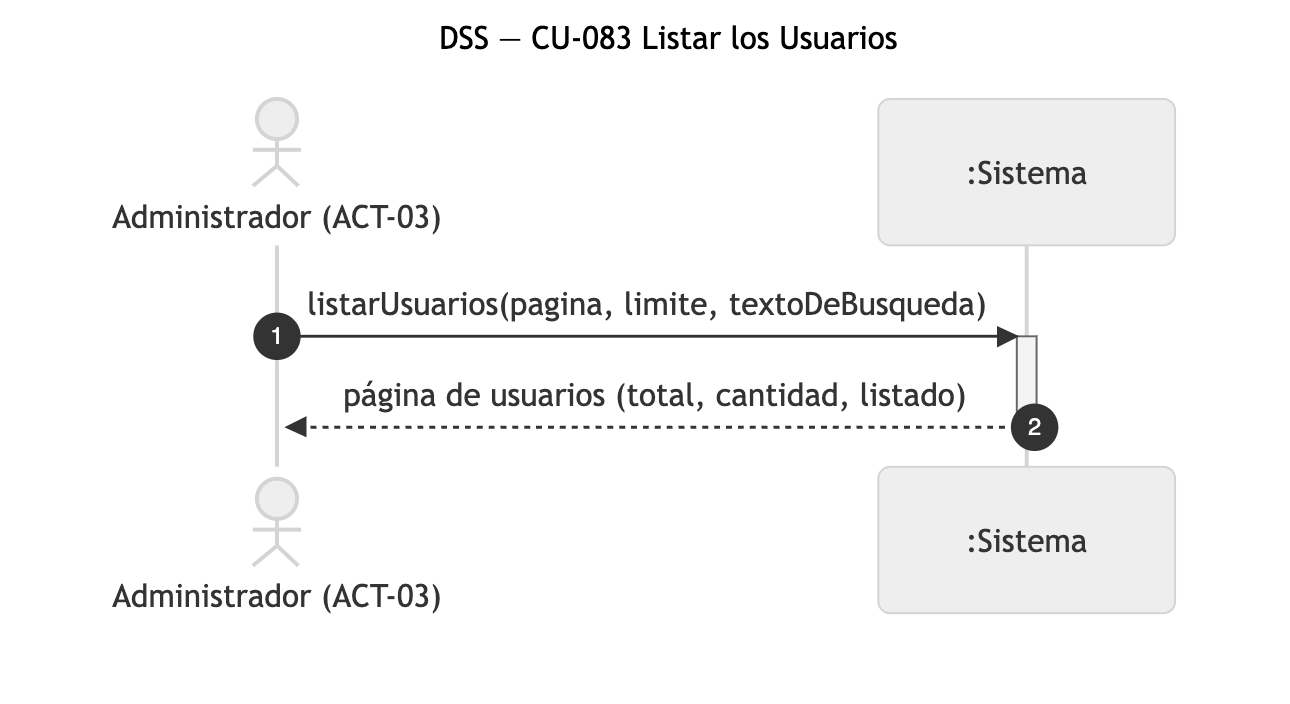 DSS — CU-083 Listar los Usuarios
:Sistema
Administrador (ACT-03)
listarUsuarios(pagina, limite, textoDeBusqueda)
1
página de usuarios (total, cantidad, listado)
2
:Sistema
Administrador (ACT-03)